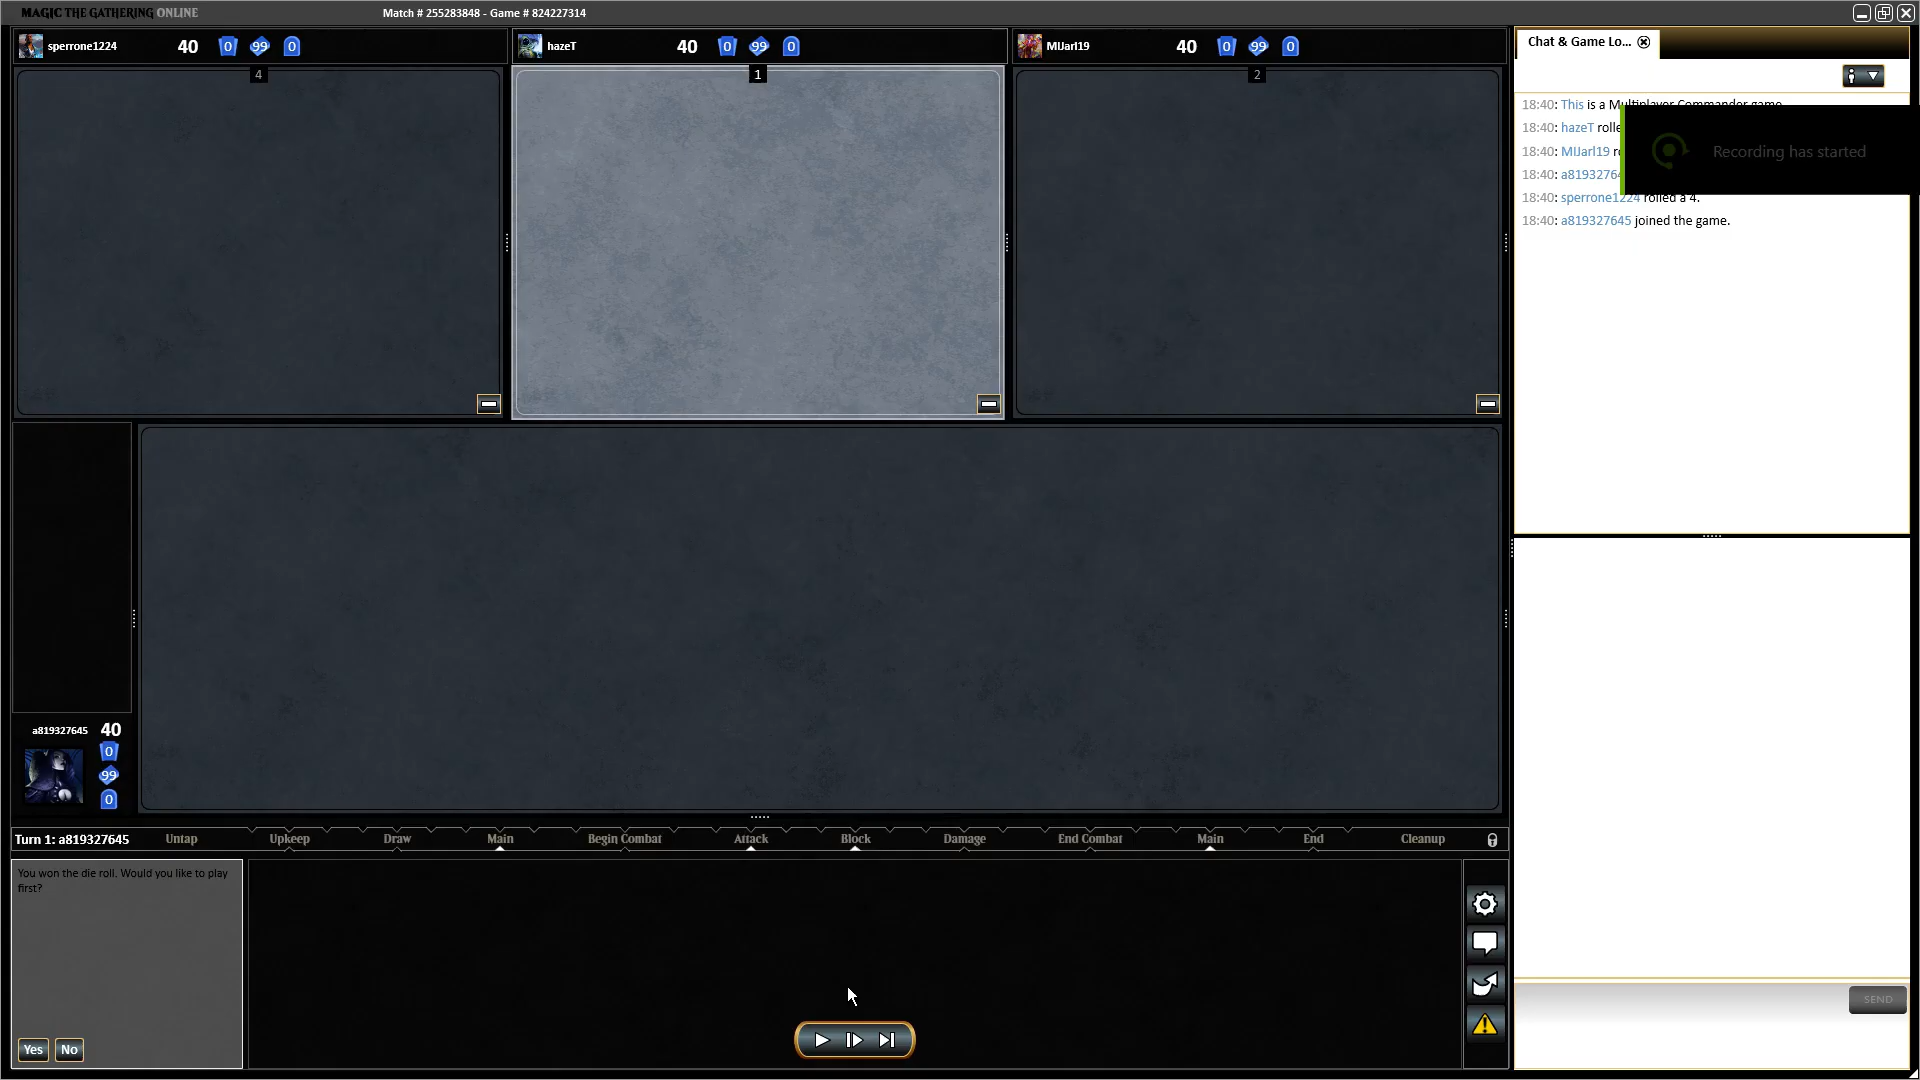 MAGIC THE GATHERING ONLINE
Match # 255283848 - Game # 824227314
sperrone1224 40 0 99 0
hazeT 40 0 99 0
MIJarl19 40 0 99 0
4
1
2
Chat & Game Lo...
18:40: This is a Multiplayer Commander game.
18:40: hazeT rolle
18:40: MIJarl19
18:40: a81932764
18:40: sperrone1224 rolled a 4.
18:40: a819327645 joined the game.
Recording has started
a819327645 40
0
99
0
Turn 1: a819327645 Untap Upkeep Draw Main Begin Combat Attack Block Damage End Combat Main End Cleanup
You won the die roll. Would you like to play
first?
Yes No
SEND